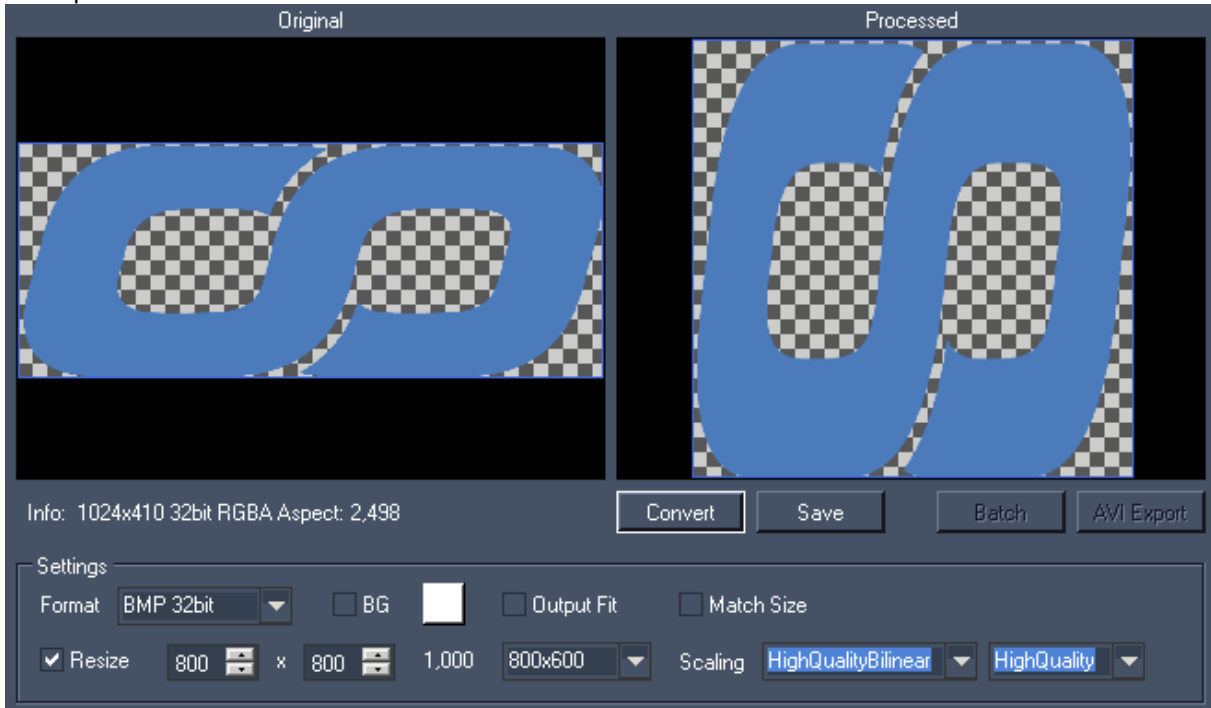 Original Processed
Info: 1024x410 32bit RGBA Aspect: 2,498 Convert Save Batch AVI Export
Settings
Format BMP 32bit BG Output Fit Match Size
Resize 800 x 800 1,000 800x600 Scaling HighQualityBilinear HighQuality